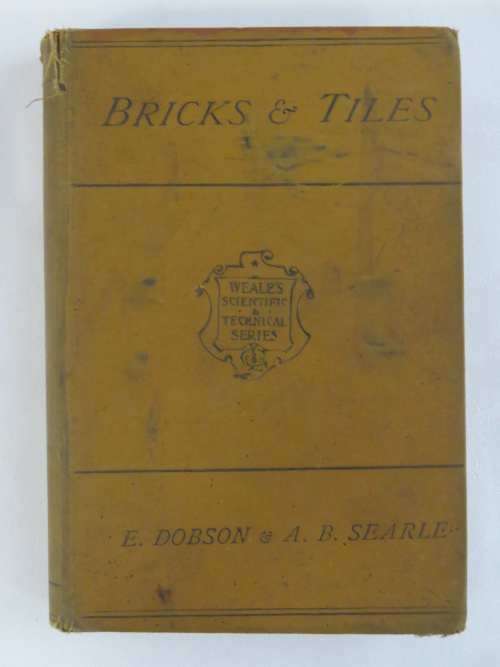 BRICKS & TILES
WEALE'S
SCIENTIFIC
&
TECHNICAL
SERIES
E. DOBSON & A. B. SEARLE